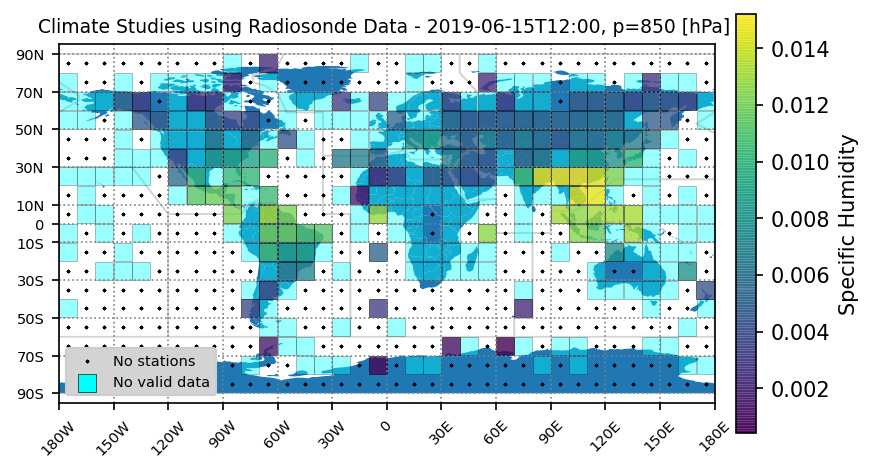 Climate Studies using Radiosonde Data - 2019-06-15T12:00, p=850 [hPa]
90N
70N
50N
30N
10N
0
10S
30S
50S
70S
90S
No stations
No valid data
180W
150W
120W
90W
60W
30W
0
30E
60E
90E
120E
150E
180E
0.014
0.012
0.010
0.008
0.006
0.004
0.002
Specific Humidity